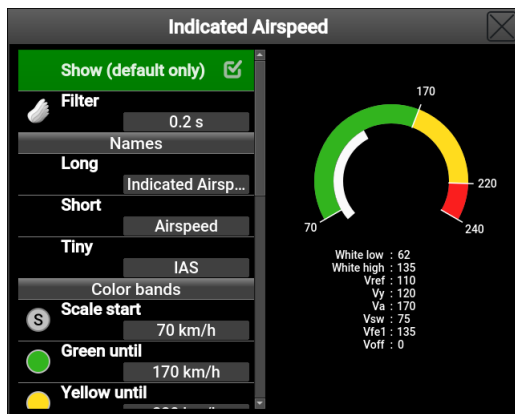 Indicated Airspeed
Show (default only)
Filter
0.2 s
Names
Long
Indicated Airsp...
Short
Airspeed
Tiny
IAS
Color bands
S
Scale start
70 km/h
Green until
170 km/h
Yellow until
170
220
70
240
White low : 62
White high : 135
Vref : 110
Vy : 120
Va : 170
Vsw : 75
Vfe1 : 135
Voff : 0